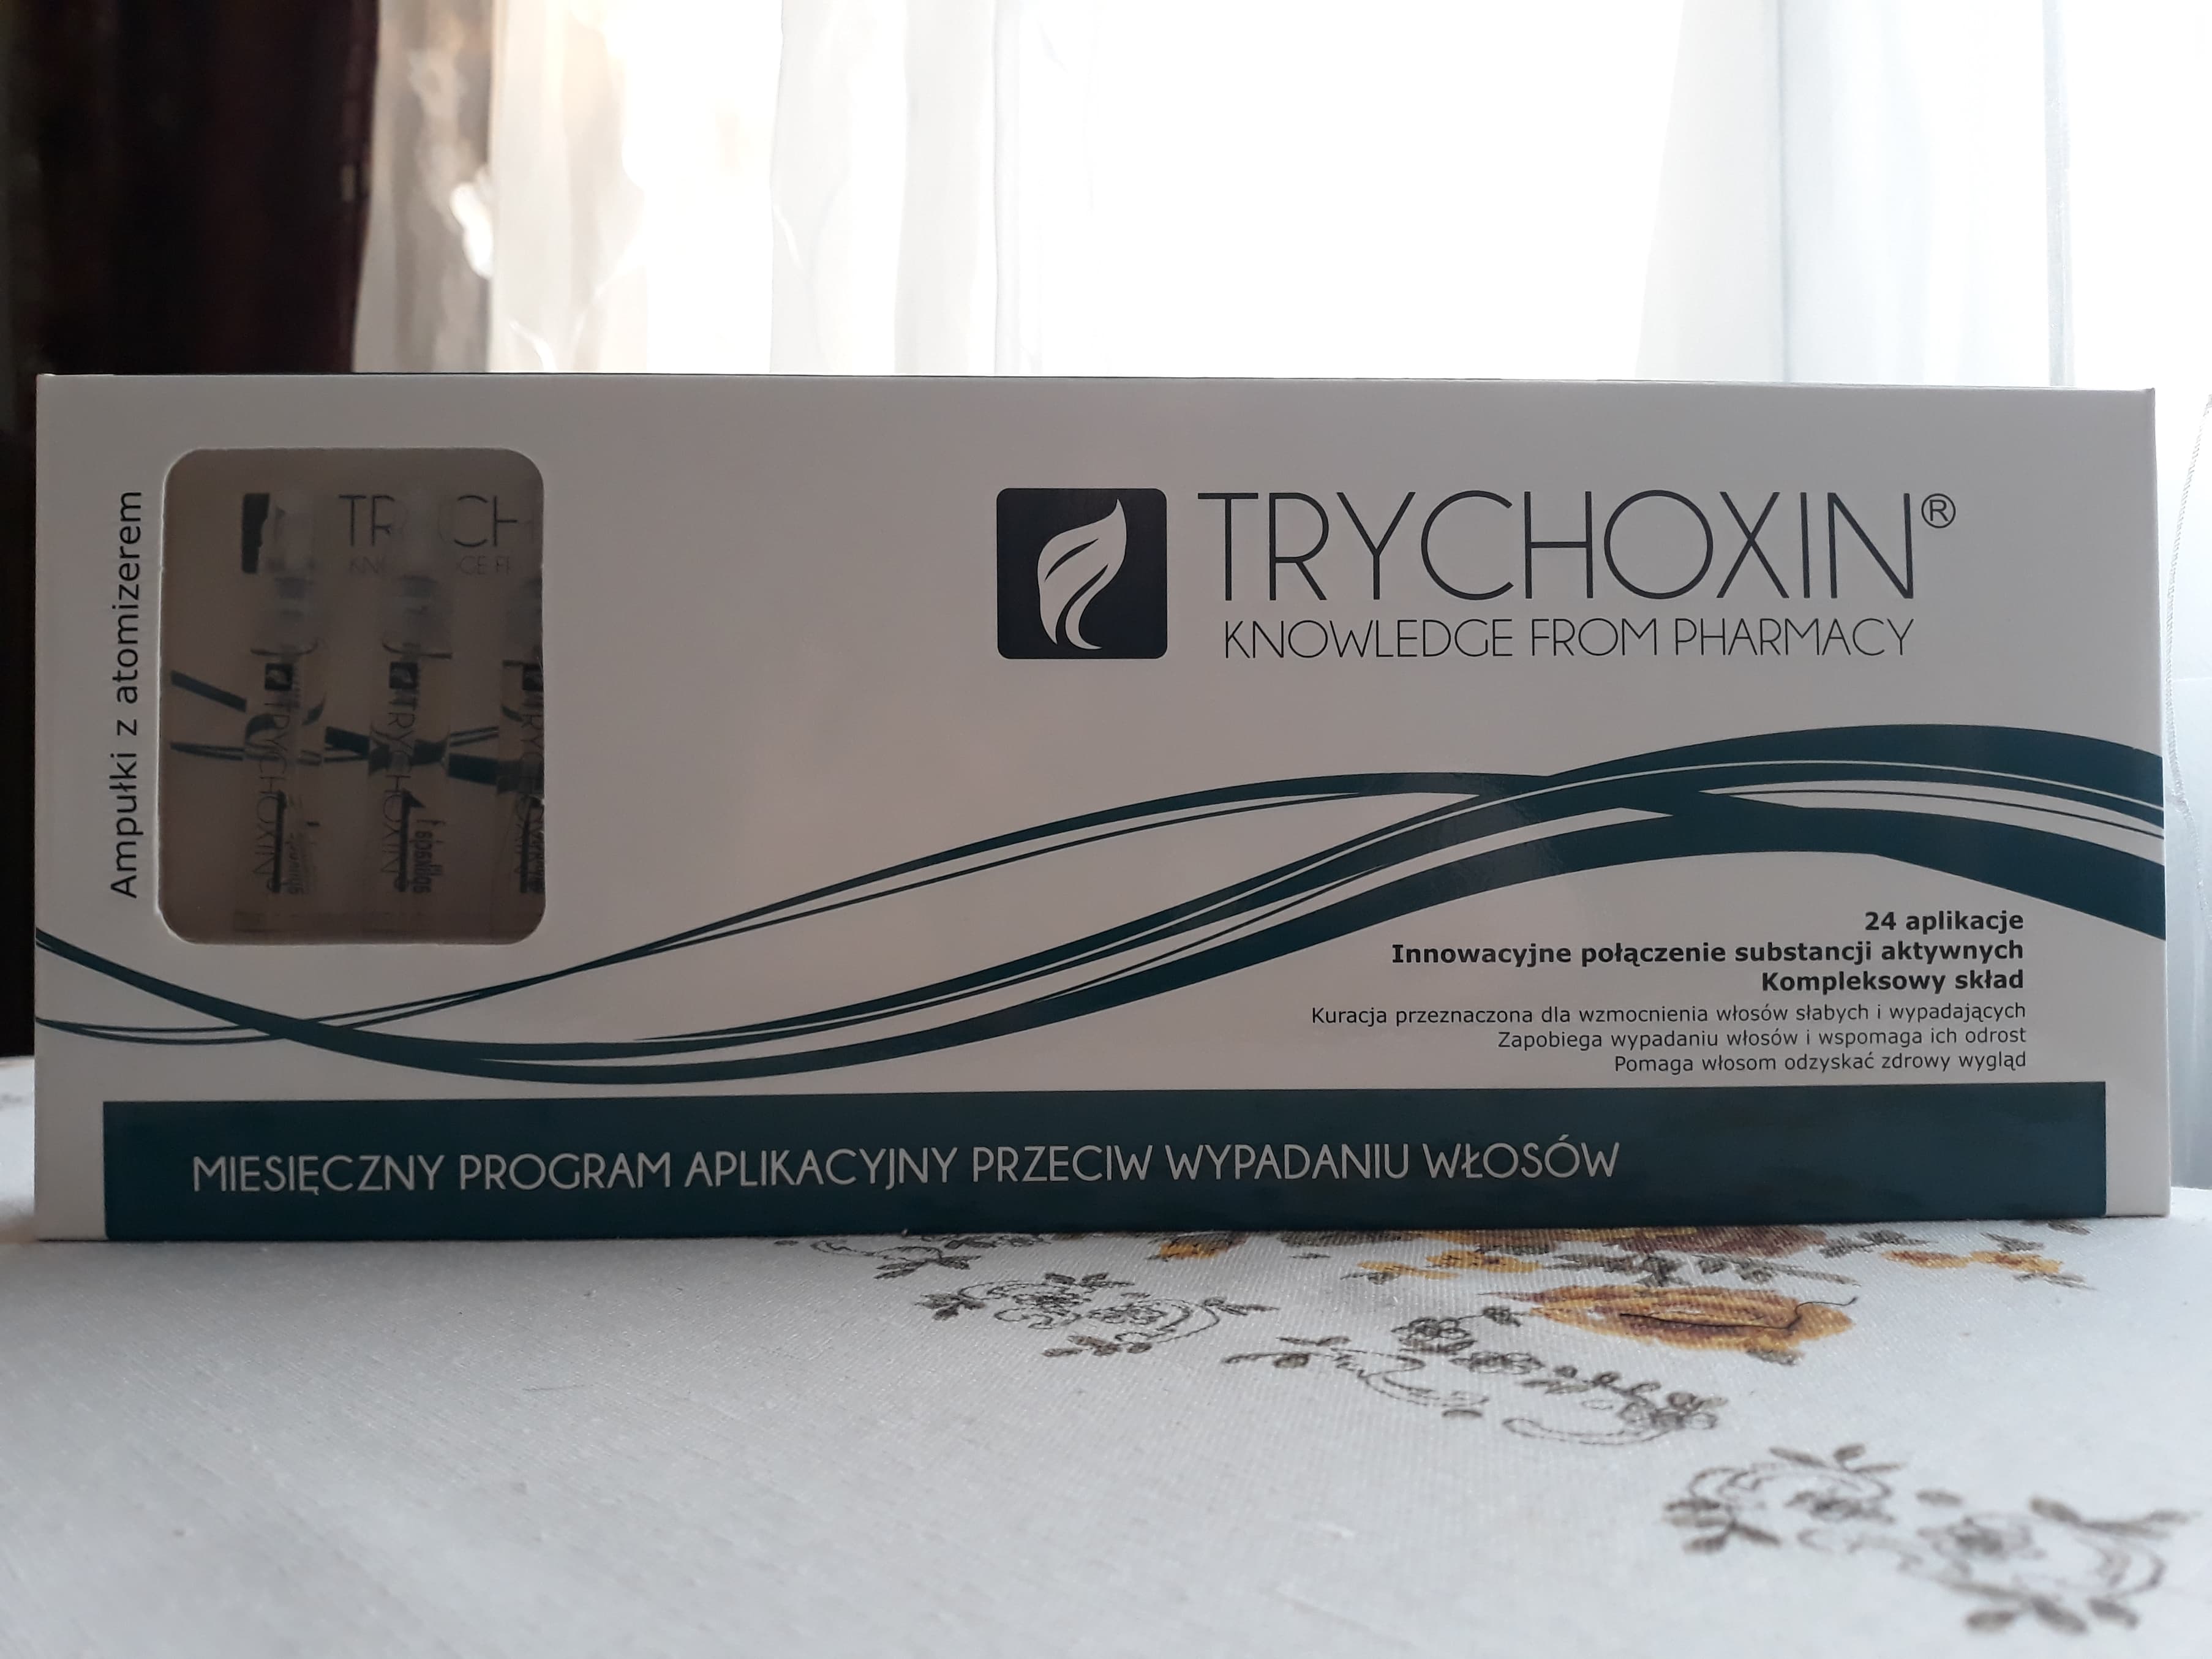 Ampułki z atomizerem
TRYCHOXIN®
KNOWLEDGE FROM PHARMACY
24 aplikacje
Innowacyjne połączenie substancji aktywnych
Kompleksowy skład
Kuracja przeznaczona dla wzmocnienia włosów słabych i wypadających
Zapobiega wypadaniu włosów i wspomaga ich odrost
Pomaga włosom odzyskać zdrowy wygląd
MIESIĘCZNY PROGRAM APLIKACYJNY PRZECIW WYPADANIU WŁOSÓW
TRYCHOXIN
TRYCHOXIN